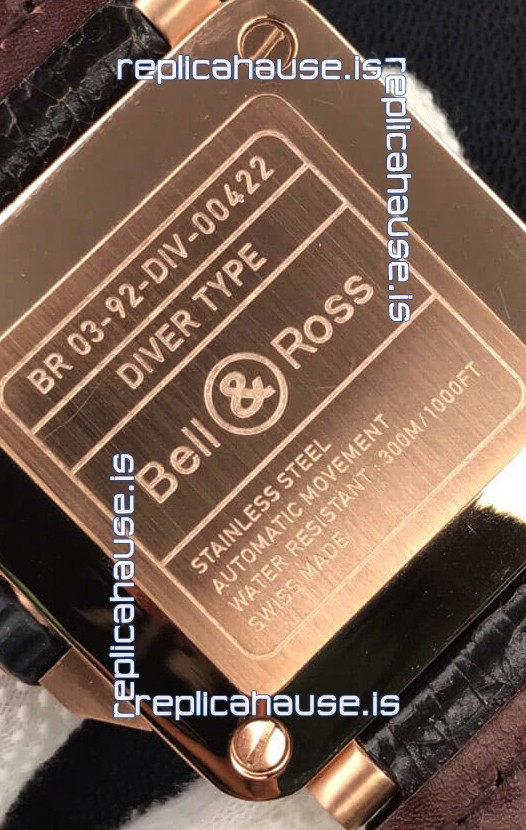 replicahause.is
replicahause.is
BR 03-92-DIV-00422
DIVER TYPE
Bell & Ross
STAINLESS STEEL
AUTOMATIC MOVEMENT
WATER RESISTANT : 300M/1000FT
SWISS MADE
replicahause.is
rreplicahause.is